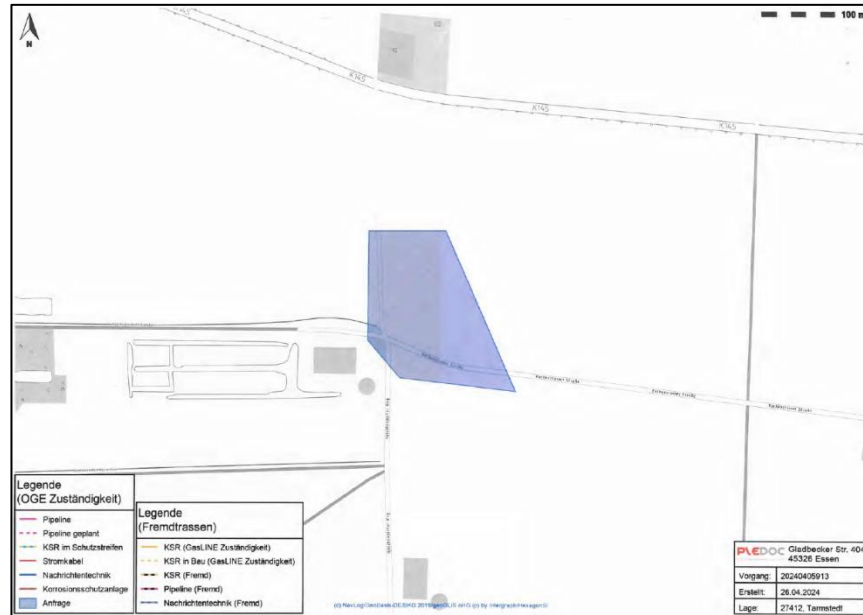 N
100 m
K145
K145
K145
K145
K145
Legende
(OGE Zuständigkeit)
Pipeline
Pipeline geplant
KSR im Schutzstreifen
Stromkabel
Nachrichtentechnik
Korrosionsschutzanlage
Anfrage
Legende
(Fremdtrassen)
KSR (GasLINE Zuständigkeit)
KSR in Bau (GasLINE Zuständigkeit)
KSR (Fremd)
Pipeline (Fremd)
Nachrichtentechnik (Fremd)
PLEDOC Gladbecker Str. 404
45326 Essen
Vorgang: 20240405913
Erstellt: 26.04.2024
Lage: 27412, Tarmstedt